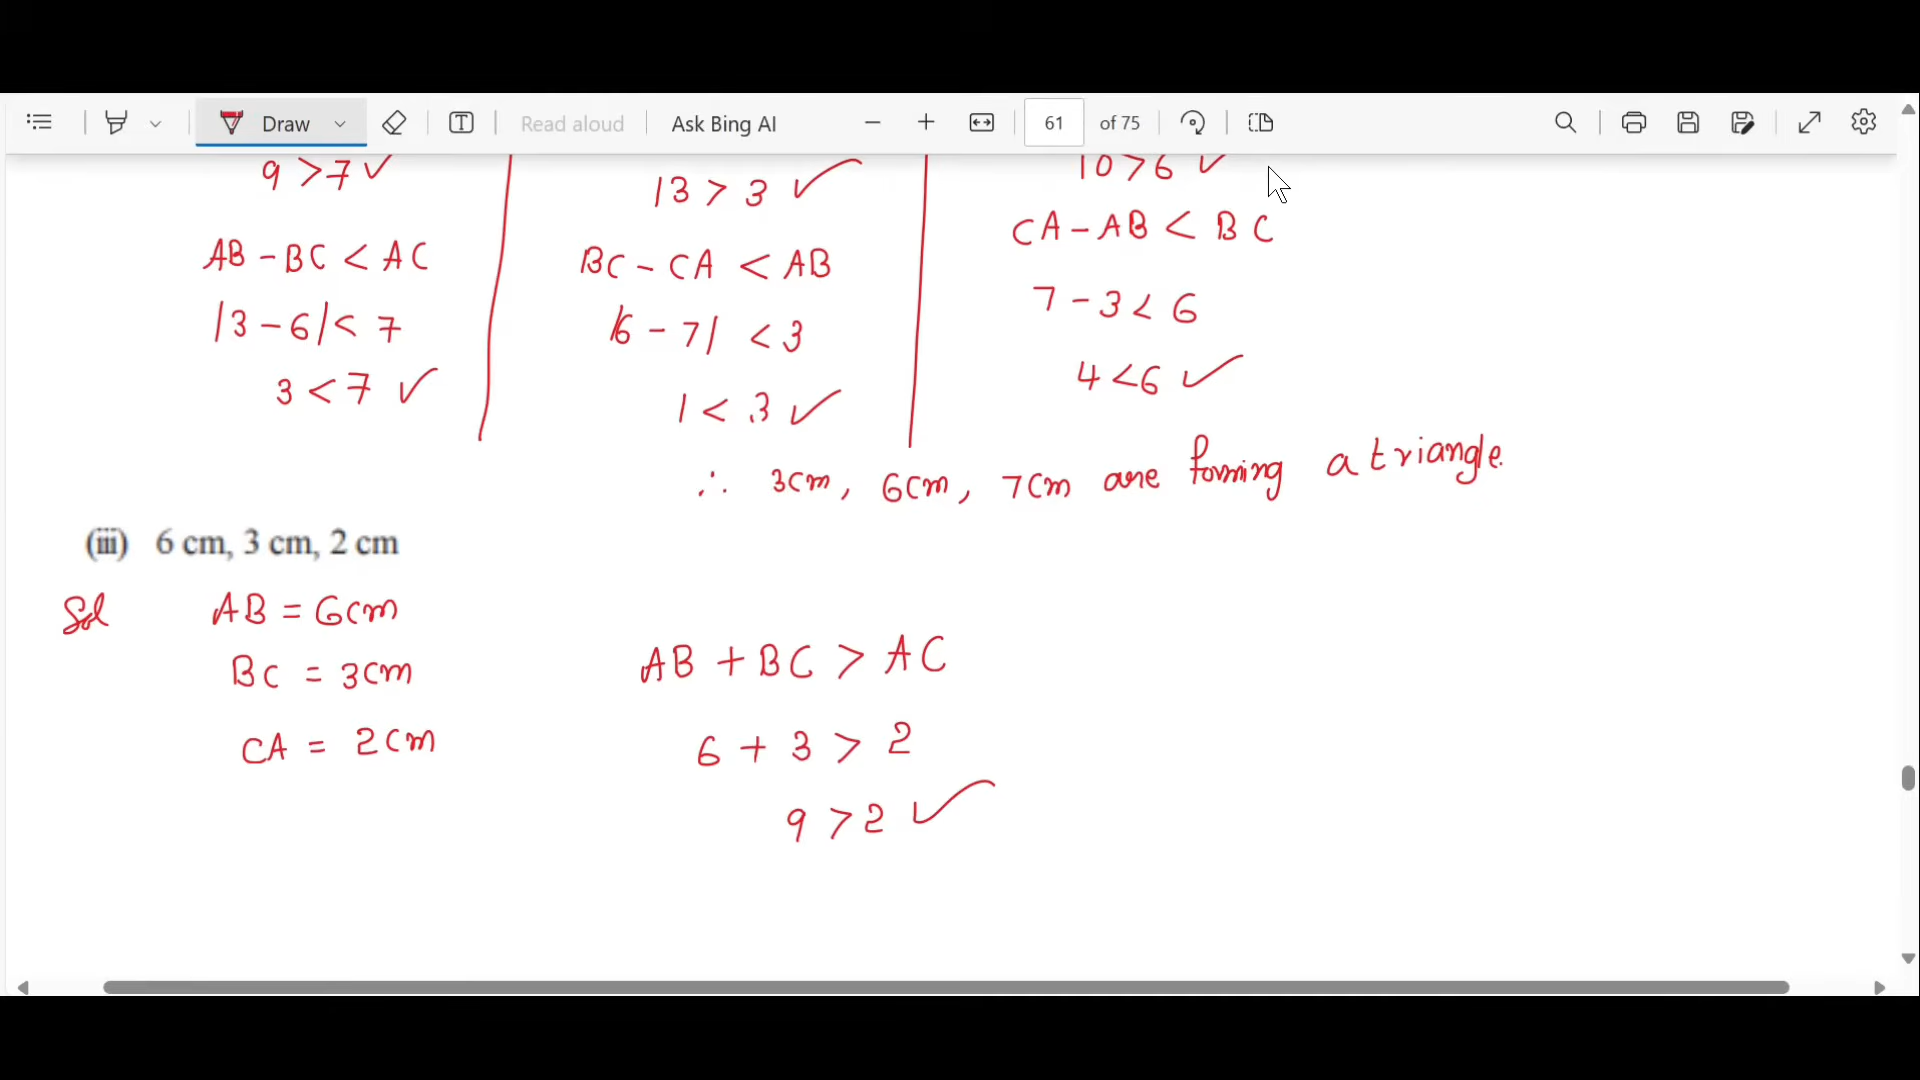 Draw
Read aloud
Ask Bing AI
61 of 75
9 > 7 ✓
13 > 3 ✓
10 > 6 ✓
AB - BC < AC
BC - CA < AB
CA - AB < BC
|3 - 6| < 7
|6 - 7| < 3
7 - 3 < 6
3 < 7 ✓
1 < 3 ✓
4 < 6 ✓
∴ 3cm, 6cm, 7cm are forming a triangle.
(iii) 6 cm, 3 cm, 2 cm
Sol AB = 6cm
BC = 3cm
CA = 2cm
AB + BC > AC
6 + 3 > 2
9 > 2 ✓